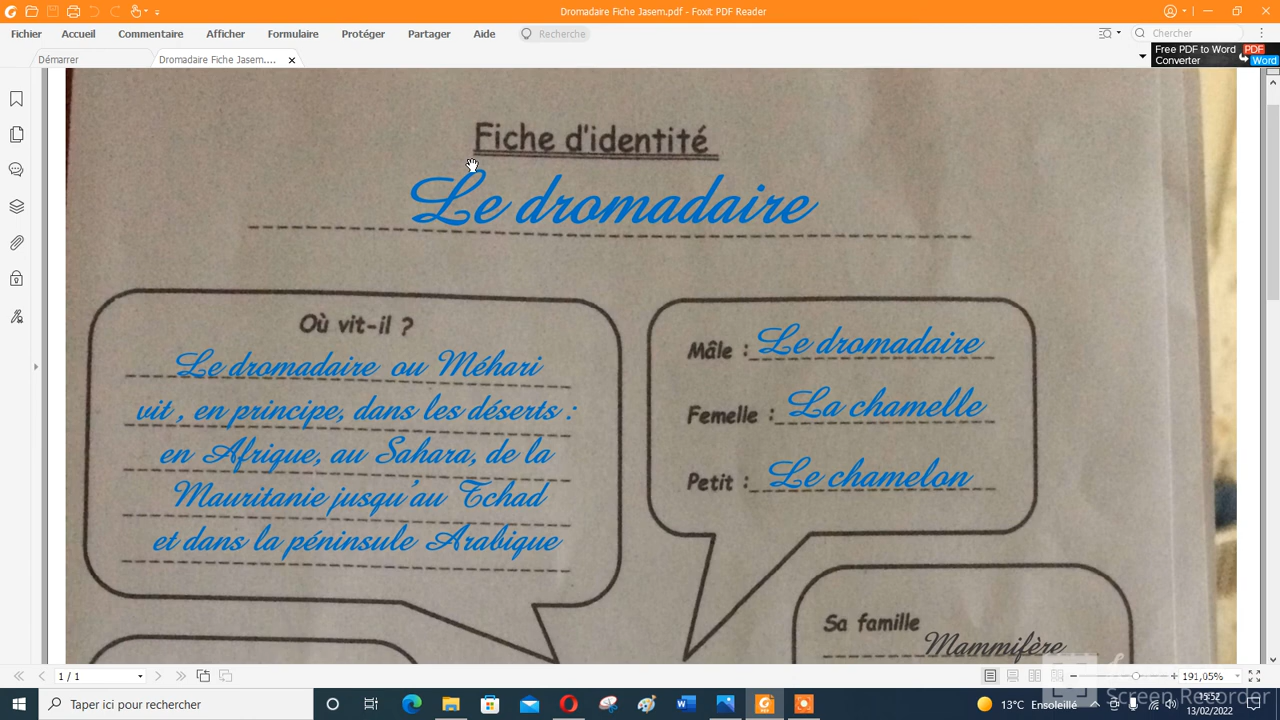 Dromadaire Fiche Jasem.pdf - Foxit PDF Reader
Fichier Accueil Commentaire Afficher Formulaire Protéger Partager Aide Recherche Chercher
Démarrer Dromadaire Fiche Jasem....
Free PDF to Word Converter PDF Word
Fiche d'identité
Le dromadaire
Où vit-il ?
Le dromadaire ou Méhari
vit , en principe, dans les déserts :
en Afrique, au Sahara, de la
Mauritanie jusqu'au Tchad
et dans la péninsule Arabique
Mâle : Le dromadaire
Femelle : La chamelle
Petit : Le chamelon
Sa famille
Mammifère
1 / 1
191,05%
Screen Recorder
Taper ici pour rechercher
13°C Ensoleillé
15:52
13/02/2022